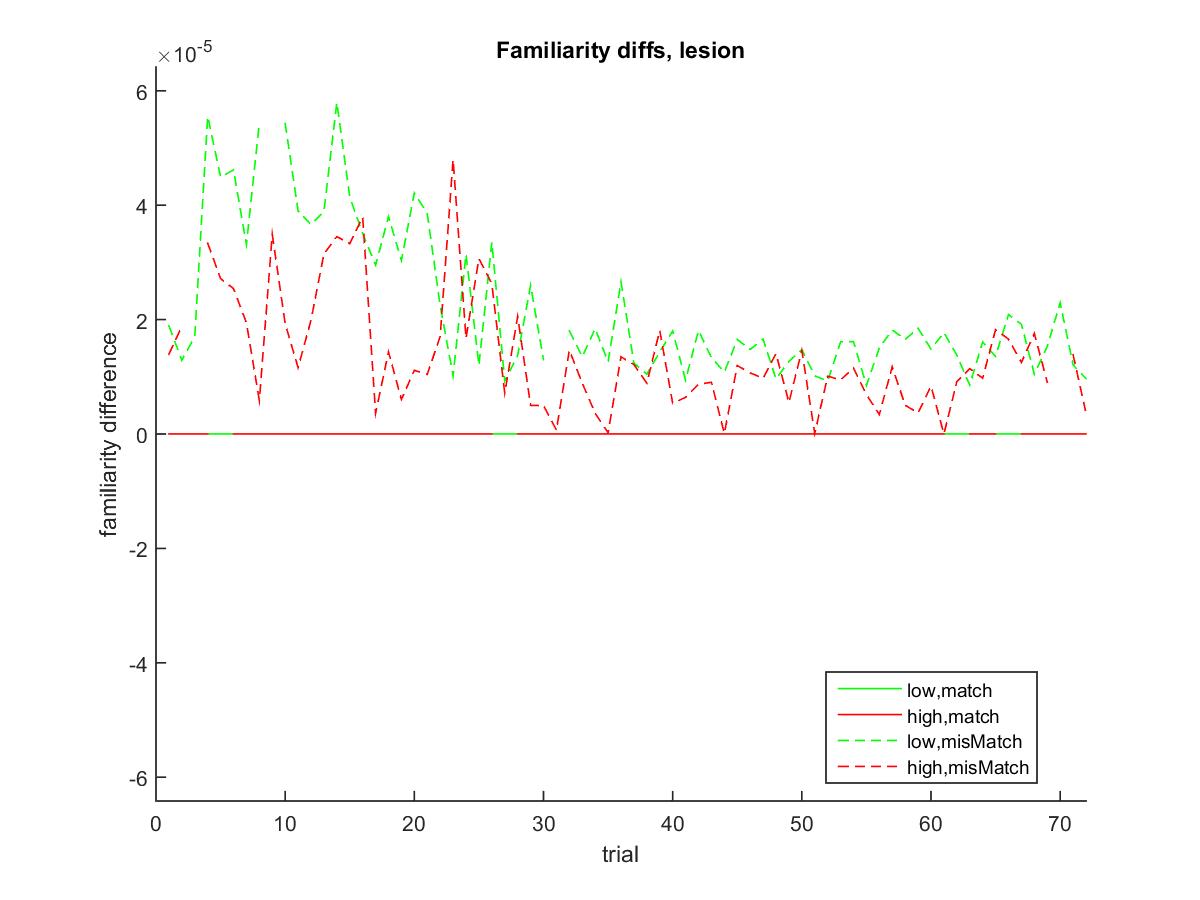 Familiarity diffs, lesion
×10-5
6
4
2
0
-2
-4
-6
familiarity difference
0 10 20 30 40 50 60 70
trial
low,match
high,match
low,misMatch
high,misMatch